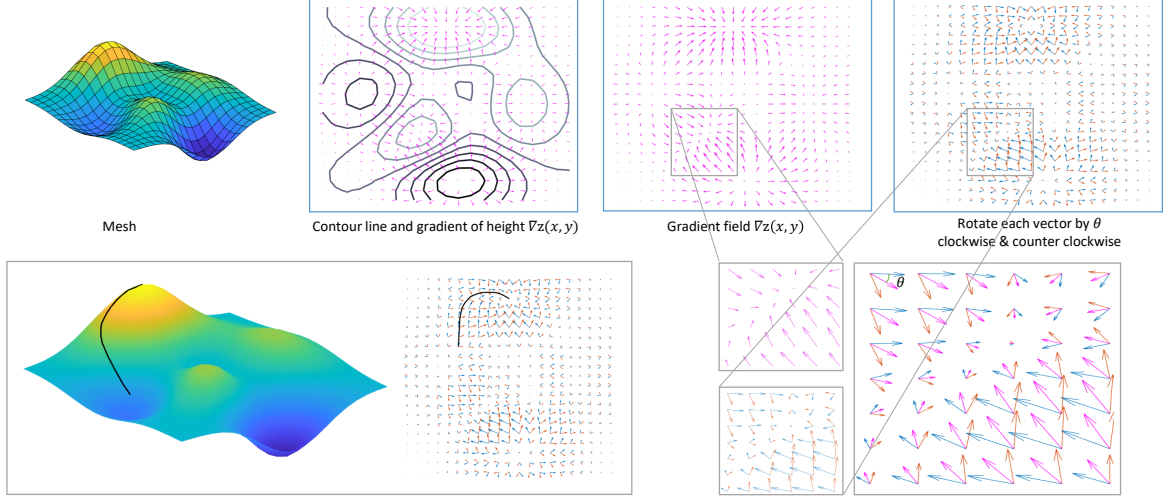 Mesh
Contour line and gradient of height ∇z(x, y)
Gradient field ∇z(x, y)
Rotate each vector by θ
clockwise & counter clockwise
θ